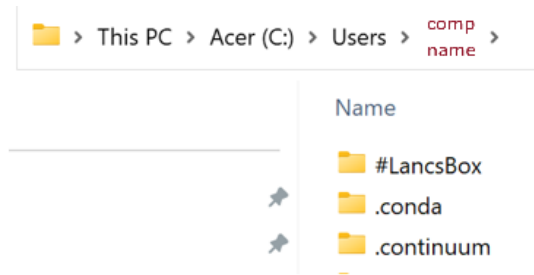 This PC > Acer (C:) > Users > comp name >
Name
#LancsBox
.conda
.continuum